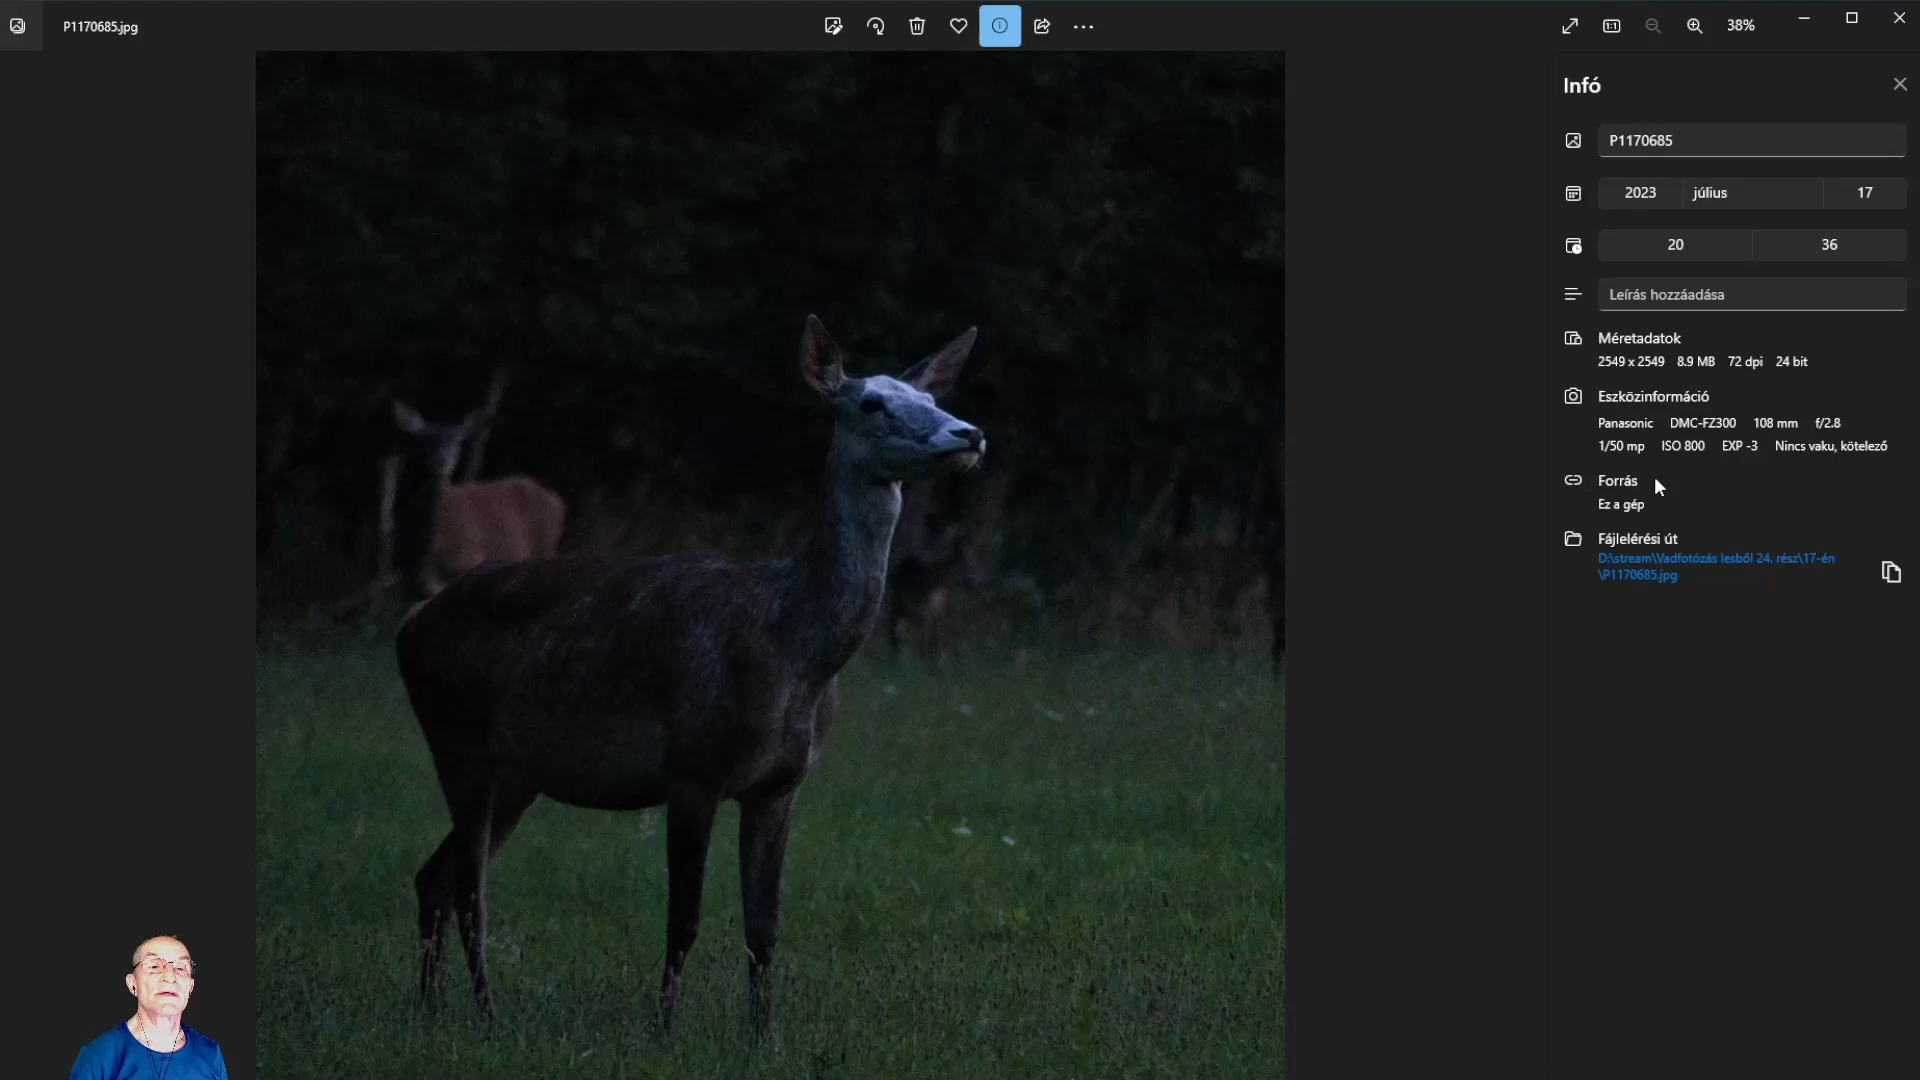 P1170685.jpg
1:1
38%
Infó
P1170685
2023 július 17
20 36
Leírás hozzáadása
Méretadatok
2549 x 2549 8.9 MB 72 dpi 24 bit
Eszközinformáció
Panasonic DMC-FZ300 108 mm f/2.8
1/50 mp ISO 800 EXP -3 Nincs vaku, kötelező
Forrás
Ez a gép
Fájlelérési út
D:\stream\Vadfotózás lesből 24. rész\17-én
\P1170685.jpg